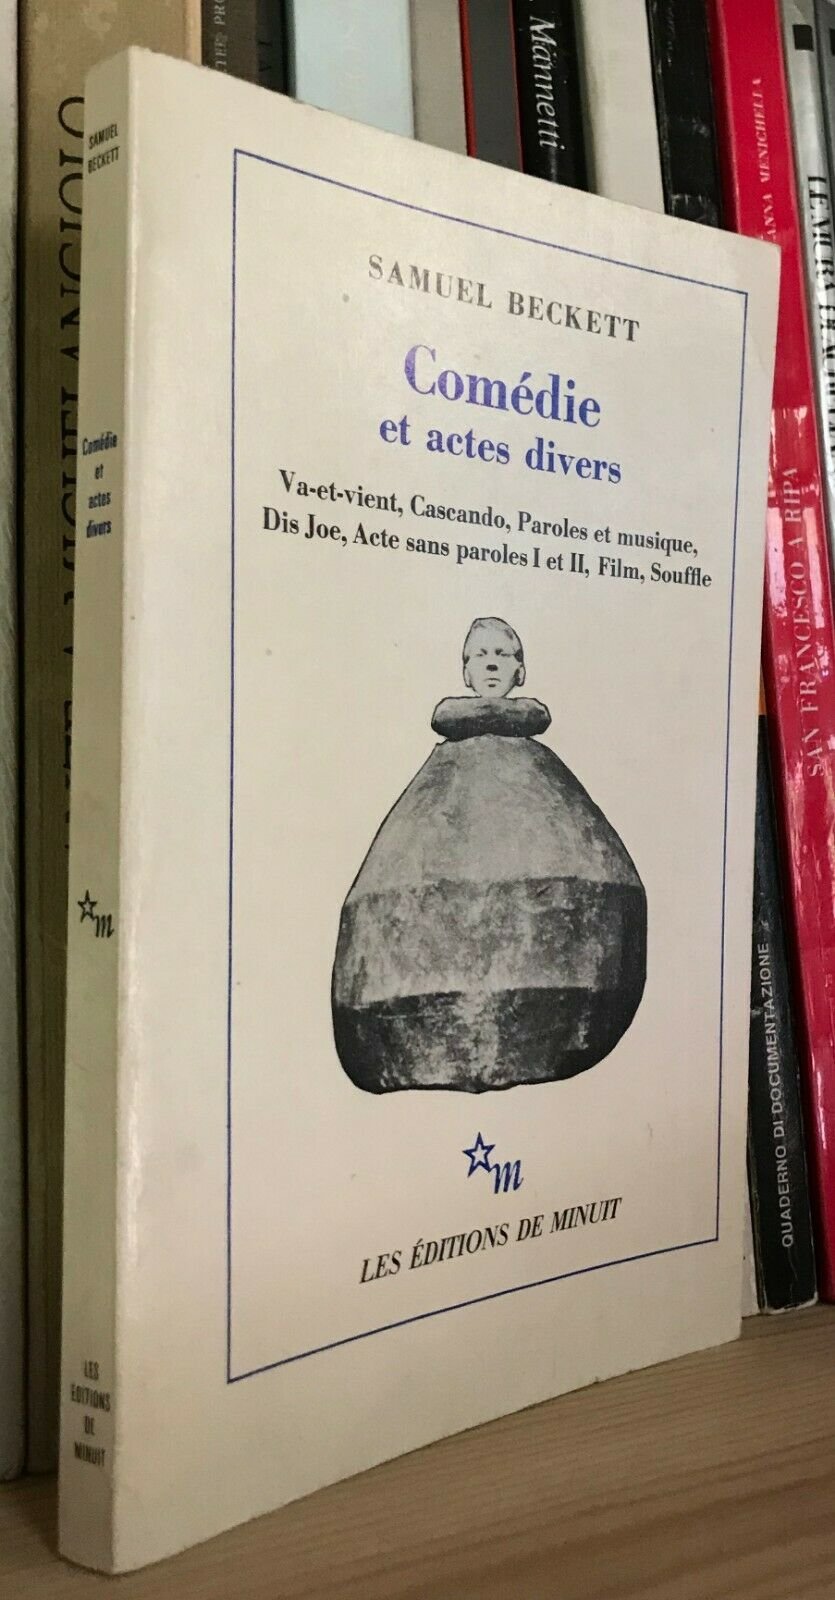 SAMUEL BECKETT
Comédie
et actes divers
Va-et-vient, Cascando, Paroles et musique,
Dis Joe, Acte sans paroles I et II, Film, Souffle
m
LES ÉDITIONS DE MINUIT
SAMUEL
BECKETT
Comédie
et
actes
divers
m
LES
ÉDITIONS
DE
MINUIT
MICHELANGIOLO
Mannetti
ANNA MENICHELLA
SAN FRANCESCO A RIPA
QUADERNO DI DOCUMENTAZIONE